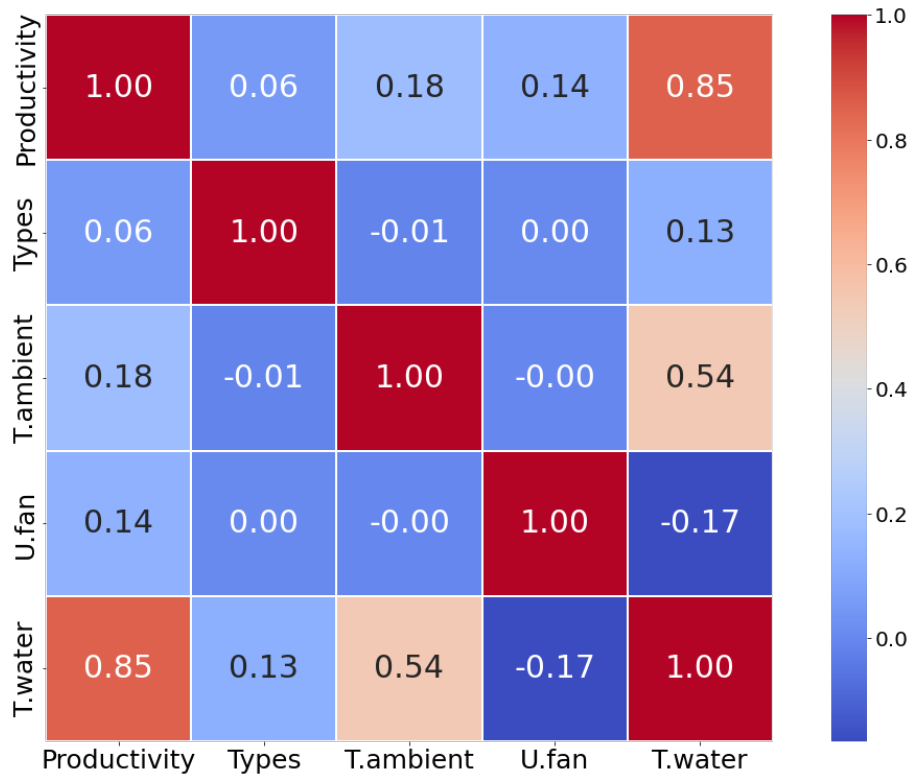 Productivity 1.00 0.06 0.18 0.14 0.85
Types 0.06 1.00 -0.01 0.00 0.13
T.ambient 0.18 -0.01 1.00 -0.00 0.54
U.fan 0.14 0.00 -0.00 1.00 -0.17
T.water 0.85 0.13 0.54 -0.17 1.00
Productivity Types T.ambient U.fan T.water
1.0
0.8
0.6
0.4
0.2
0.0